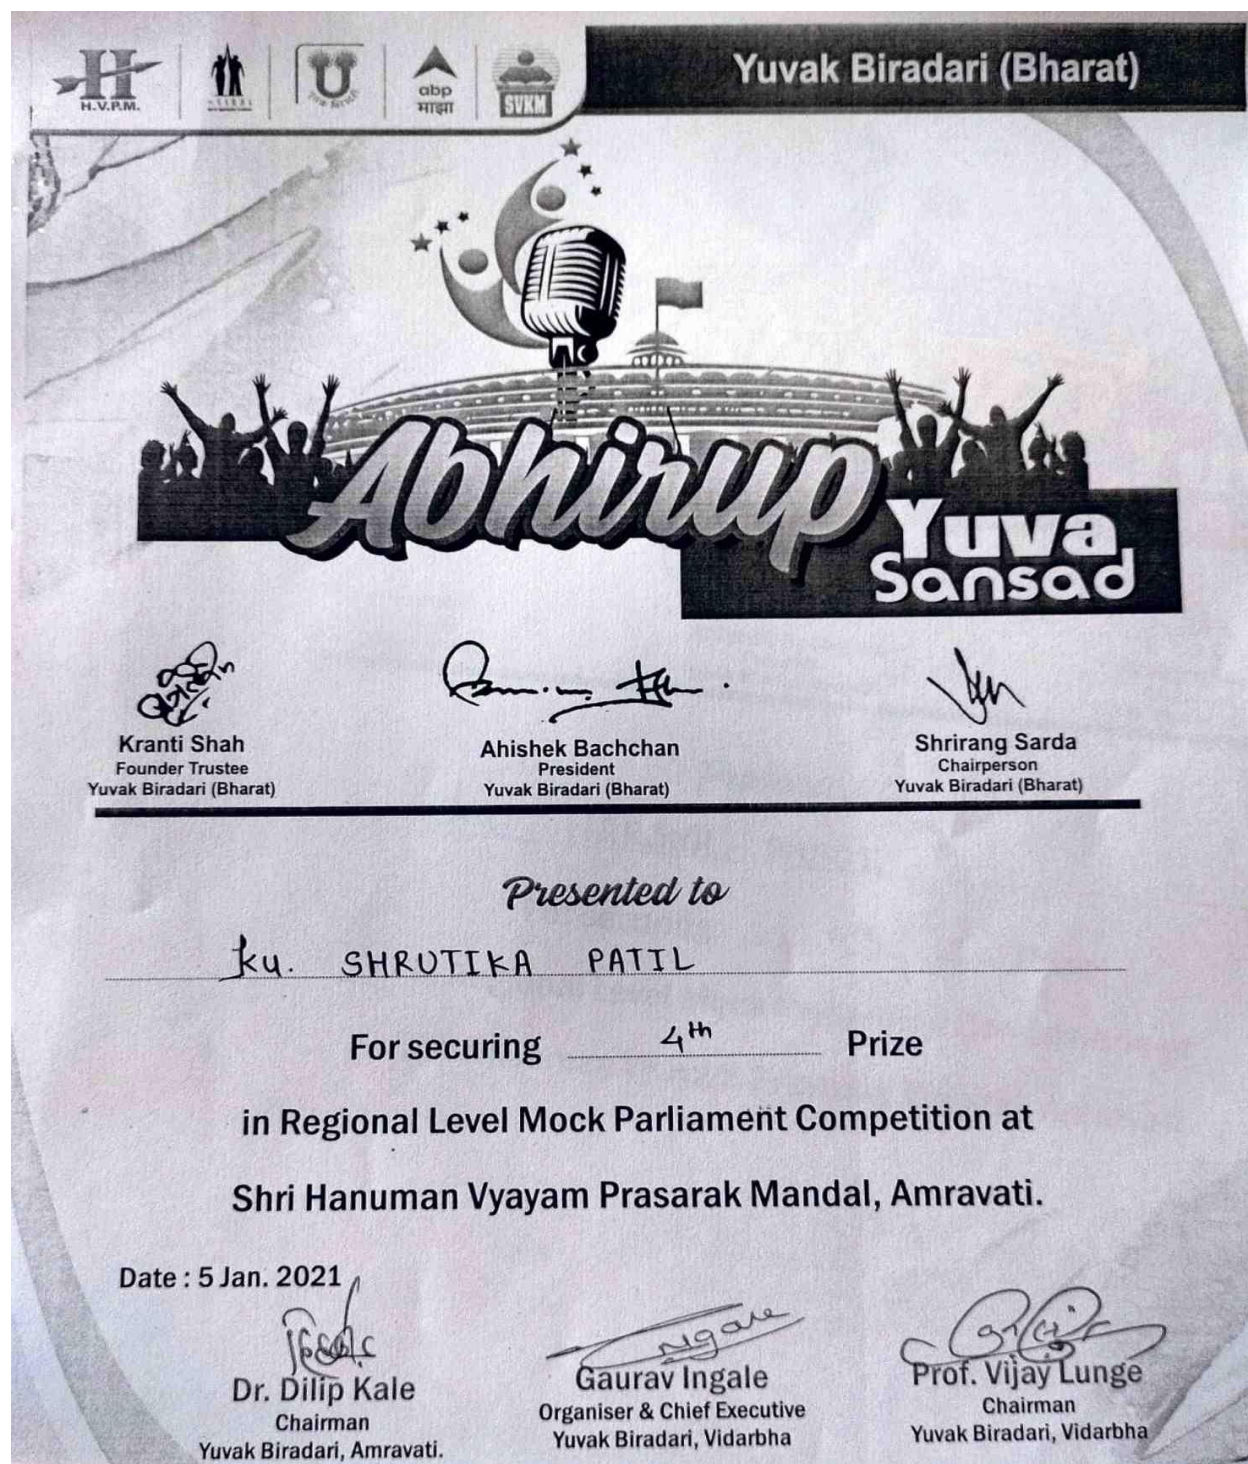 H.V.P.M.
U
abp
माझा
SVKM
Yuvak Biradari (Bharat)
Abhirup
Yuva
Sansad
Kranti Shah
Founder Trustee
Yuvak Biradari (Bharat)
Ahishek Bachchan
President
Yuvak Biradari (Bharat)
Shrirang Sarda
Chairperson
Yuvak Biradari (Bharat)
Presented to
Ku. SHRUTIKA PATIL
For securing 4th Prize
in Regional Level Mock Parliament Competition at
Shri Hanuman Vyayam Prasarak Mandal, Amravati.
Date : 5 Jan. 2021
Dr. Dilip Kale
Chairman
Yuvak Biradari, Amravati.
Ngale
Gaurav Ingale
Organiser & Chief Executive
Yuvak Biradari, Vidarbha
Prof. Vijay Lunge
Chairman
Yuvak Biradari, Vidarbha